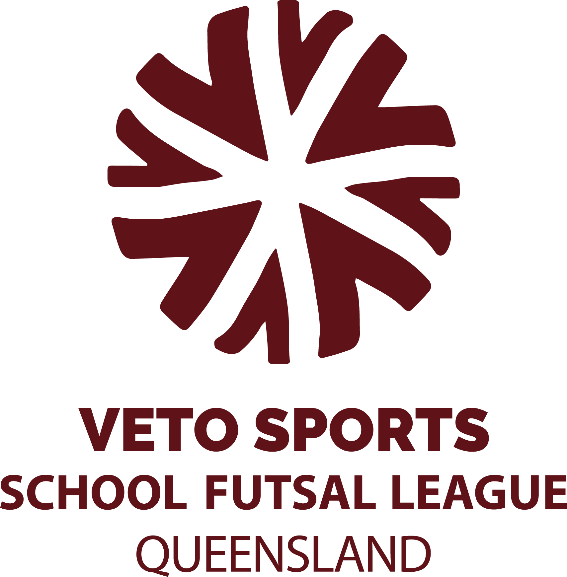 VETO SPORTS
SCHOOL FUTSAL LEAGUE
QUEENSLAND